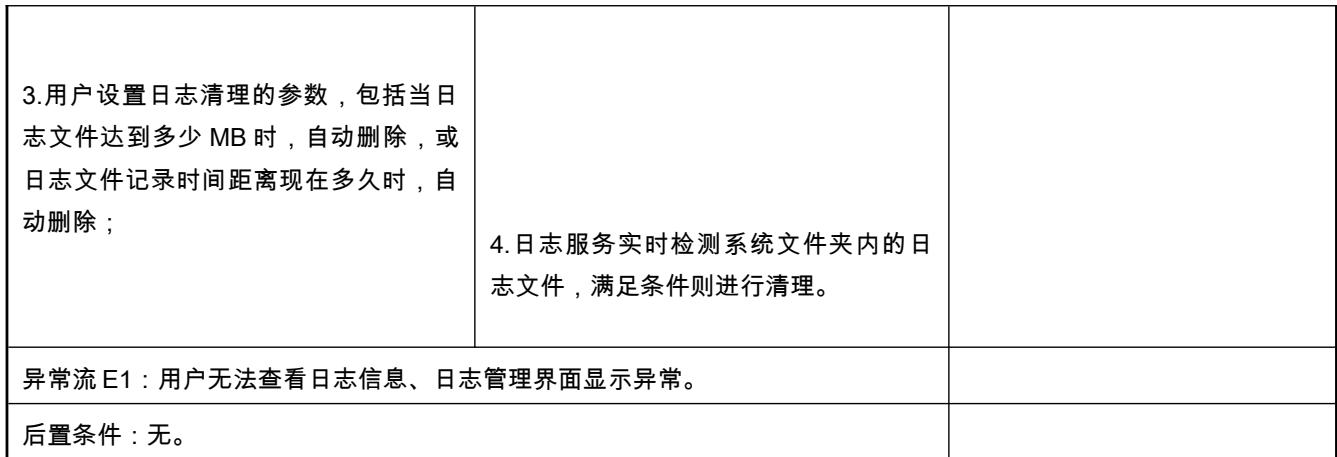 3.用户设置日志清理的参数，包括当日
志文件达到多少 MB 时，自动删除，或
日志文件记录时间距离现在多久时，自
动删除；
4.日志服务实时检测系统文件夹内的日
志文件，满足条件则进行清理。
异常流 E1：用户无法查看日志信息、日志管理界面显示异常。
后置条件：无。